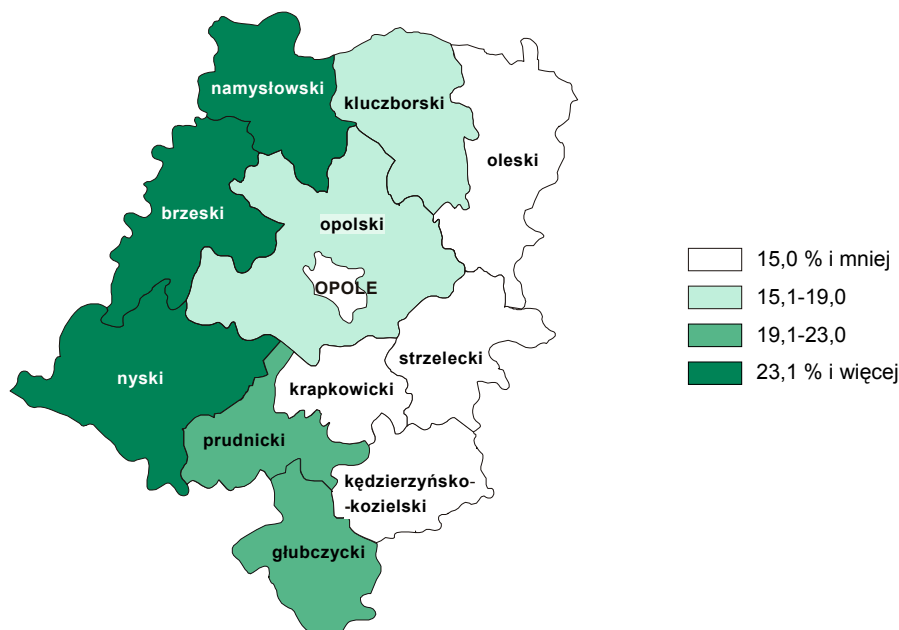 namysłowski
kluczborski
oleski
brzeski
opolski
OPOLE
strzelecki
nyski
krapkowicki
prudnicki
kędzierzyńsko-
-kozielski
głubczycki
15,0 % i mniej
15,1-19,0
19,1-23,0
23,1 % i więcej